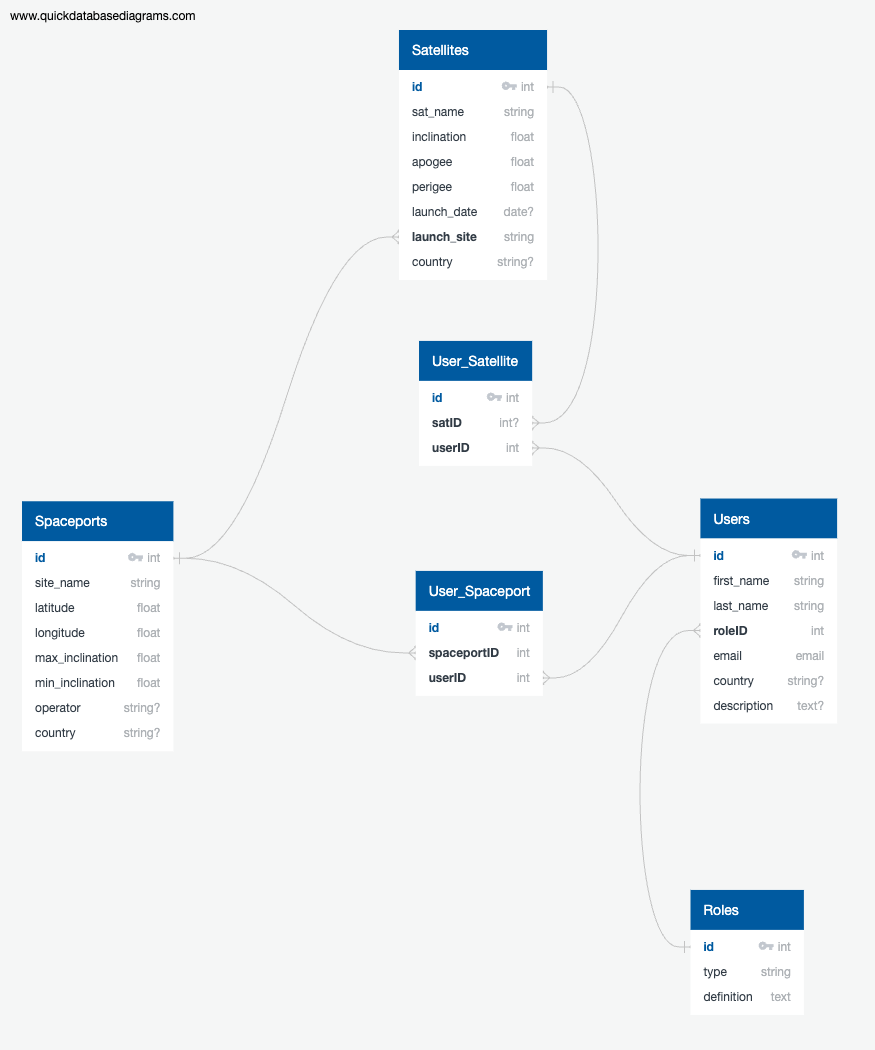 www.quickdatabasediagrams.com
Satellites
id int
sat_name string
inclination float
apogee float
perigee float
launch_date date?
launch_site string
country string?
User_Satellite
id int
satID int?
userID int
Spaceports
id int
site_name string
latitude float
longitude float
max_inclination float
min_inclination float
operator string?
country string?
User_Spaceport
id int
spaceportID int
userID int
Users
id int
first_name string
last_name string
roleID int
email email
country string?
description text?
Roles
id int
type string
definition text